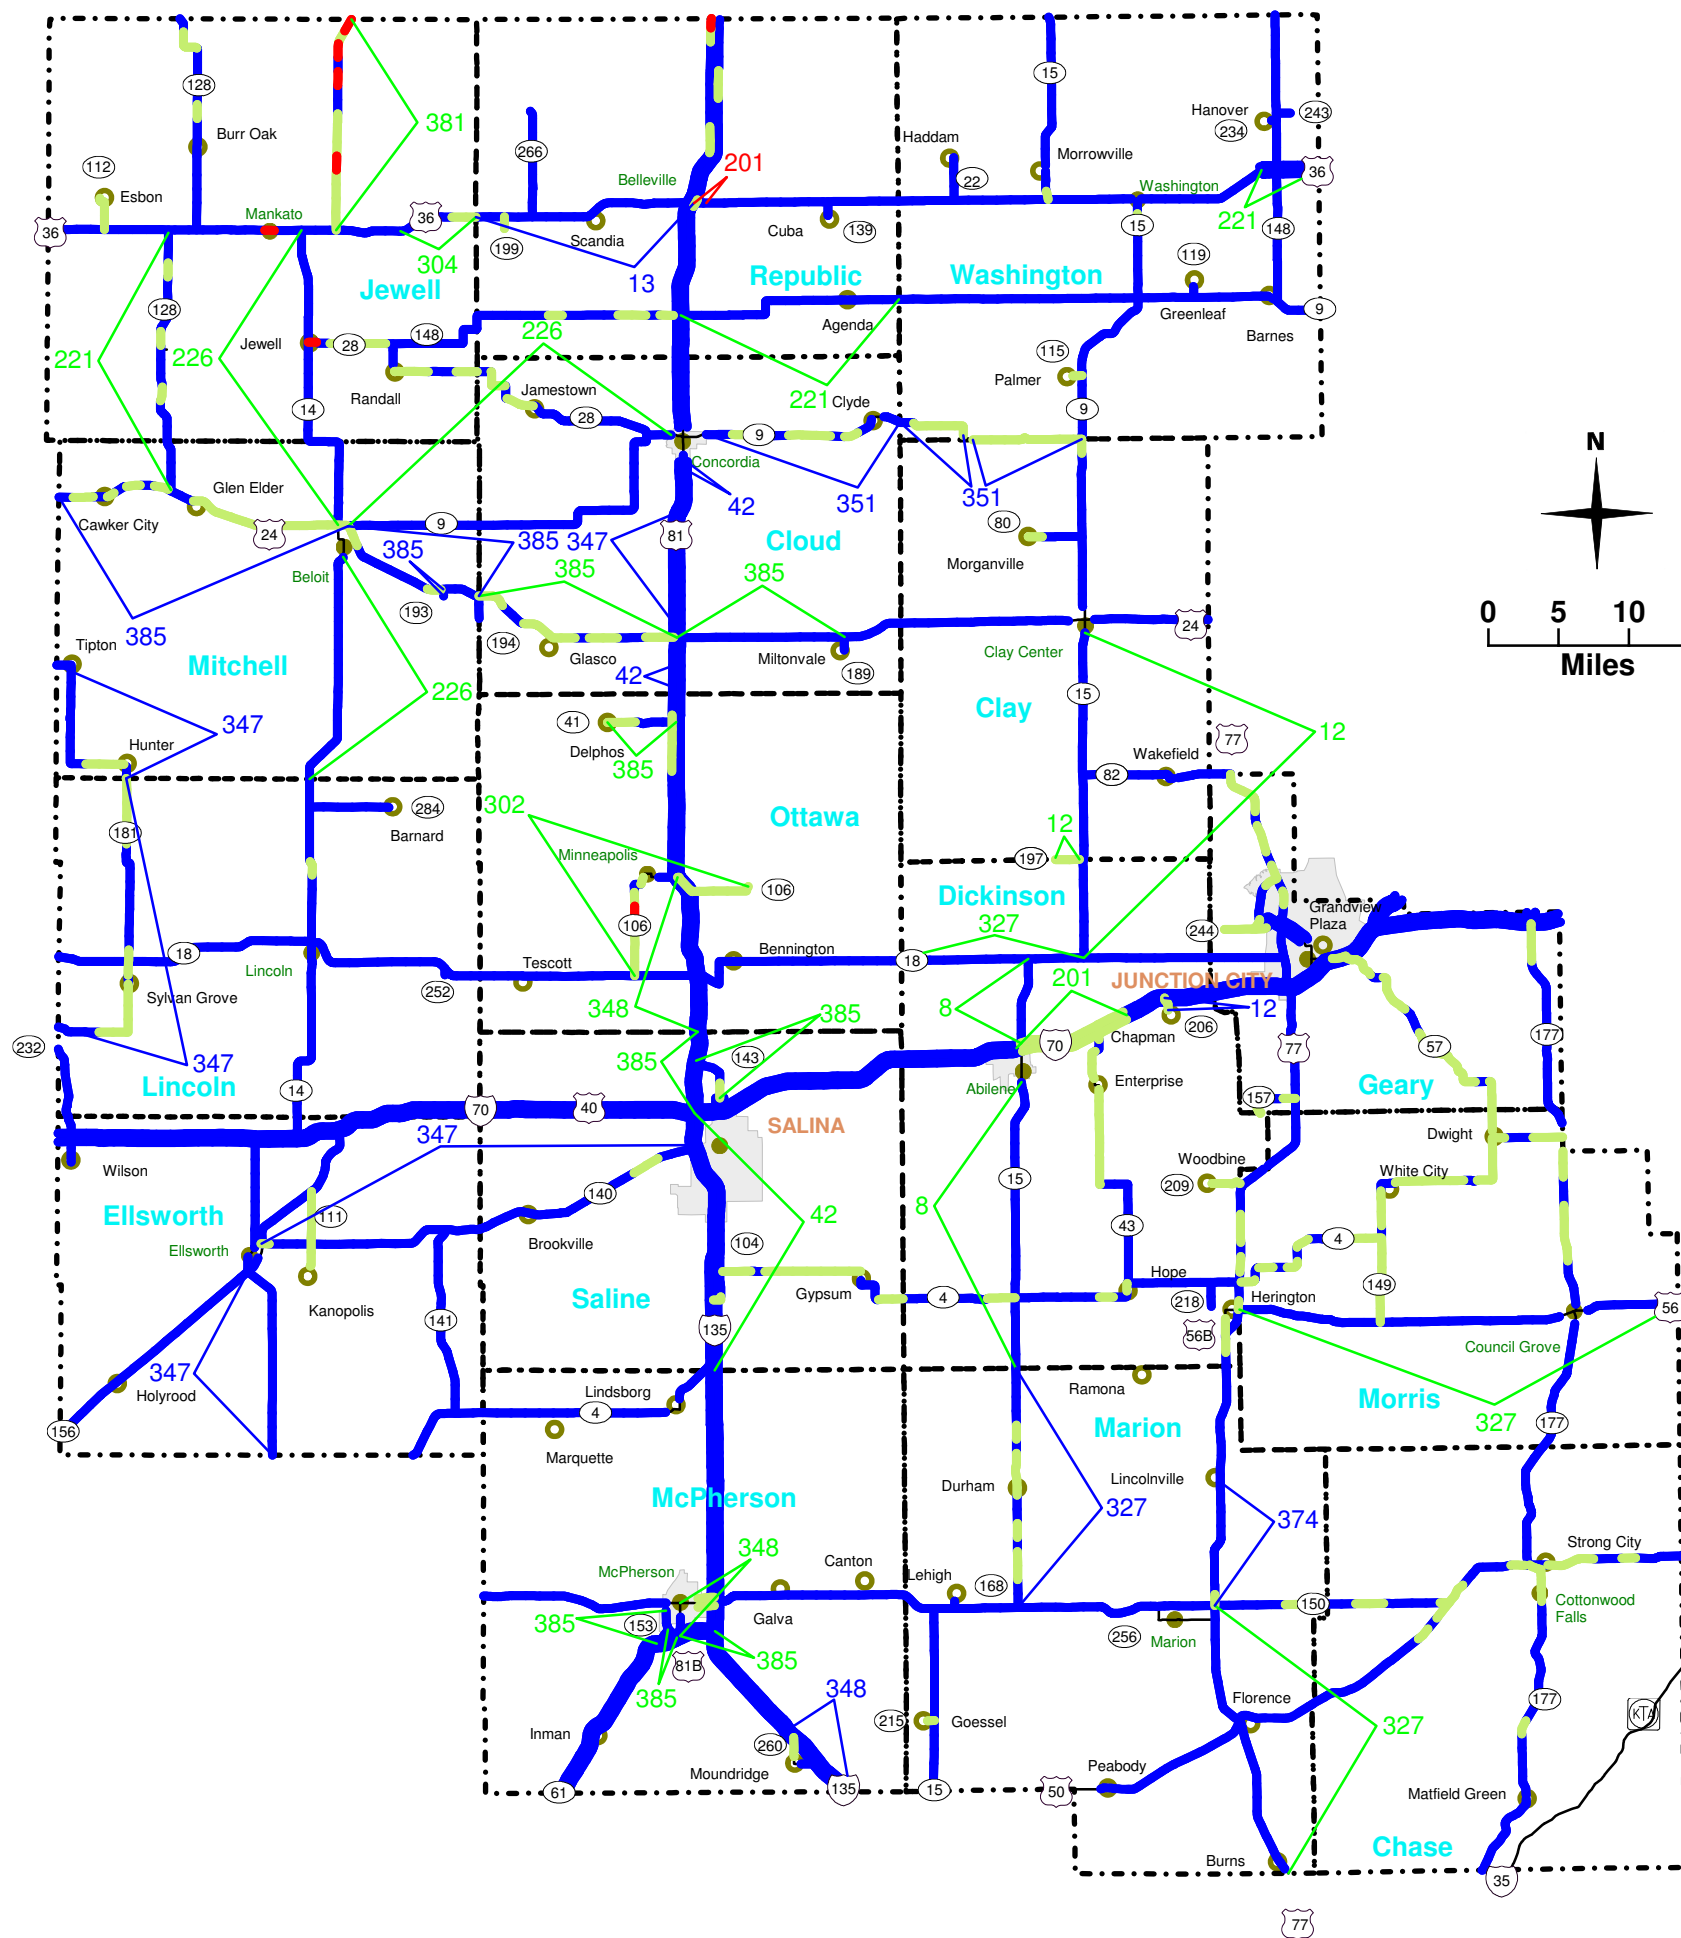 15
128
Hanover
243
234
381
Burr Oak
Haddam
266
Morrowville
112
201
Belleville
22
36
Washington
Esbon
Mankato
36
36
221
199
Scandia
Cuba
139
15
148
304
13
119
Republic
Washington
Jewell
128
Agenda
Greenleaf
9
Barnes
226
148
Jewell
28
221
226
115
Palmer
Randall
Jamestown
221
Clyde
14
28
9
9
Concordia
Glen Elder
351
351
42
Cawker City
24
9
80
N
385
385
347
81
Cloud
Morganville
Beloit
385
385
193
0
5
10
385
194
24
Tipton
Glasco
Miltonvale
Clay Center
Miles
Mitchell
42
189
226
15
Clay
347
41
77
12
Hunter
Delphos
Wakefield
385
82
302
284
Ottawa
12
181
Barnard
Minneapolis
197
106
Dickinson
Grandview
Plaza
106
327
244
18
Bennington
18
Lincoln
Tescott
201
JUNCTION CITY
252
Sylvan Grove
348
8
12
385
206
232
70
Chapman
177
57
77
347
385
143
Lincoln
14
Abilene
Enterprise
Geary
157
70
40
SALINA
347
Dwight
Wilson
Woodbine
White City
15
209
140
Ellsworth
111
8
42
43
Ellsworth
Brookville
104
4
Hope
149
Saline
Gypsum
4
218
Herington
56
Kanopolis
141
135
56B
Council Grove
347
Holyrood
Lindsborg
Ramona
Morris
4
327
156
Marion
177
Marquette
Lincolnville
Durham
McPherson
327
374
348
Strong City
McPherson
Canton
Lehigh
168
Cottonwood
Falls
385
153
Galva
150
256
Marion
81B
385
385
348
Florence
177
KTA
Inman
215
Goessel
327
260
Moundridge
Peabody
61
135
15
50
Matfield Green
Chase
Burns
35
77